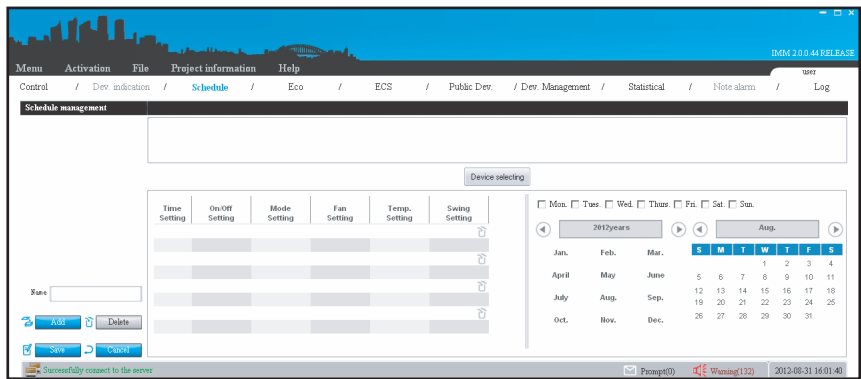 IMM 2.0.0.44 RELEASE
Menu Activation File Project information Help
user
Control / Dev. indication / Schedule / Eco / ECS / Public Dev. / Dev. Management / Statistical / Note alarm / Log
Schedule management
Device selecting
Time Setting On/Off Setting Mode Setting Fan Setting Temp. Setting Swing Setting
Mon. Tues. Wed. Thurs. Fri. Sat. Sun.
2012years Aug.
Jan. Feb. Mar.
April May June
July Aug. Sep.
Oct. Nov. Dec.
S M T W T F S
1 2 3 4
5 6 7 8 9 10 11
12 13 14 15 16 17 18
19 20 21 22 23 24 25
26 27 28 29 30 31
Name
Add Delete
Save Cancel
Successfully connect to the server
Prompt(0) Warning(132) 2012-08-31 16:01:40